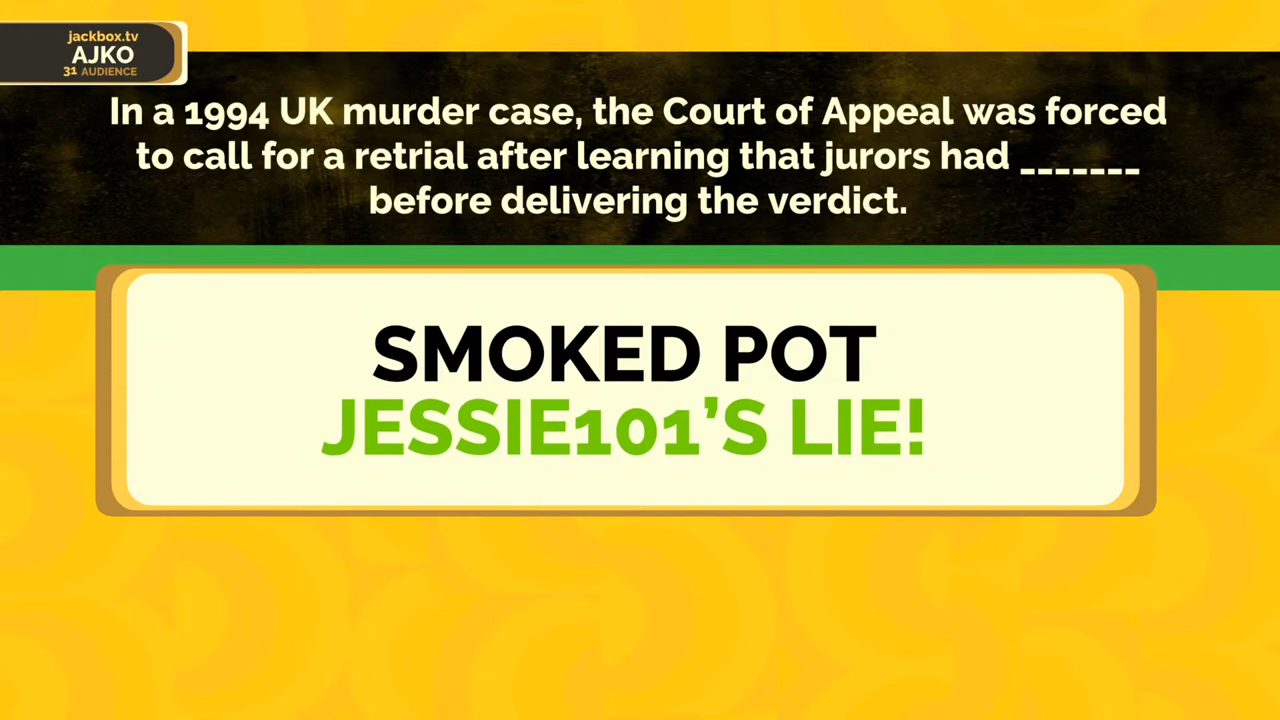 jackbox.tv
AJKO
31 AUDIENCE
In a 1994 UK murder case, the Court of Appeal was forced
to call for a retrial after learning that jurors had _______
before delivering the verdict.
SMOKED POT
JESSIE101’S LIE!